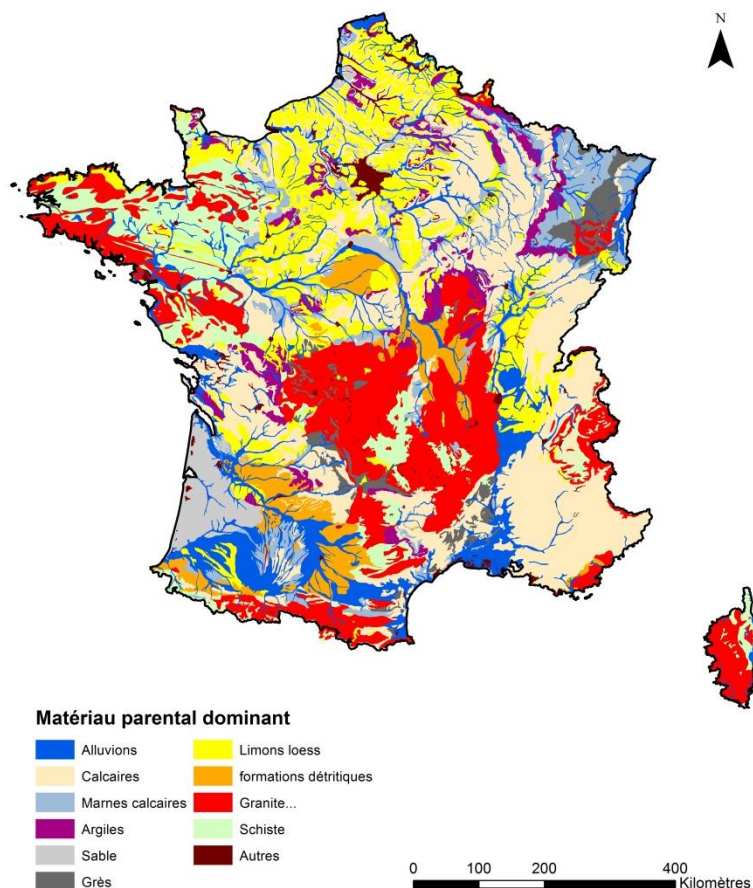 N
Matériau parental dominant
Alluvions
Calcaires
Marnes calcaires
Argiles
Sable
Grès
Limons loess
formations détritiques
Granite...
Schiste
Autres
0 100 200 400
Kilomètres